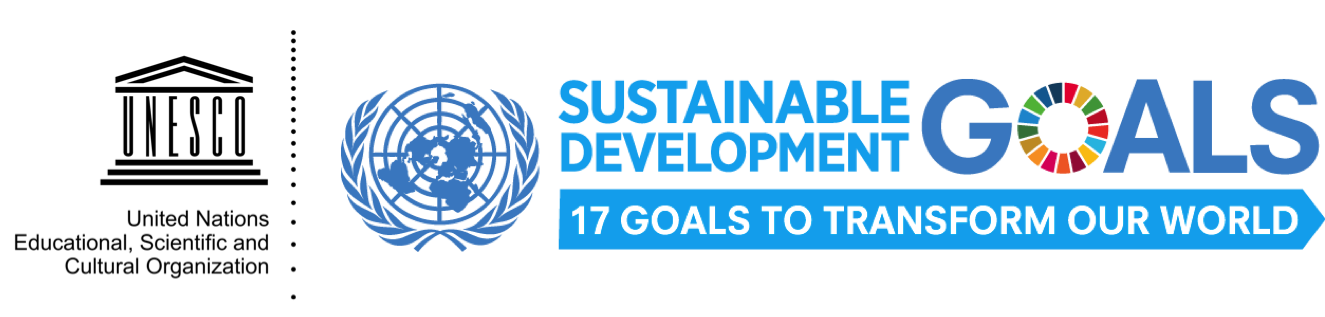 UNESCO
United Nations
Educational, Scientific and
Cultural Organization
SUSTAINABLE
DEVELOPMENT
GOALS
17 GOALS TO TRANSFORM OUR WORLD